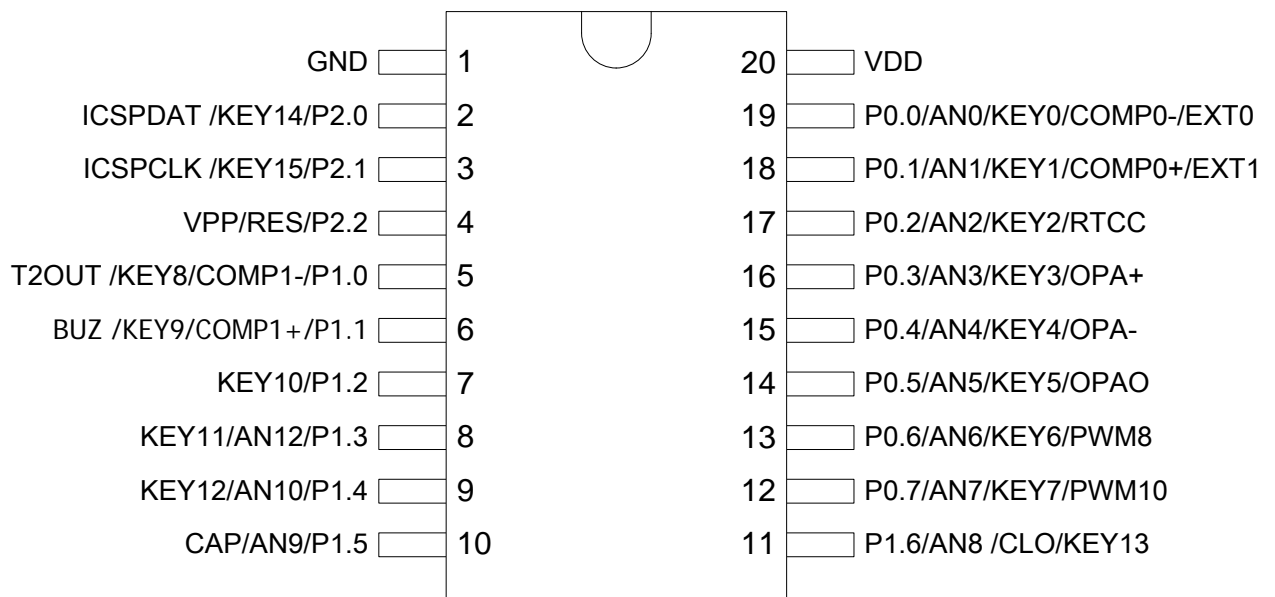 GND 1 20 VDD
ICSPDAT /KEY14/P2.0 2 19 P0.0/AN0/KEY0/COMP0-/EXT0
ICSPCLK /KEY15/P2.1 3 18 P0.1/AN1/KEY1/COMP0+/EXT1
VPP/RES/P2.2 4 17 P0.2/AN2/KEY2/RTCC
T2OUT /KEY8/COMP1-/P1.0 5 16 P0.3/AN3/KEY3/OPA+
BUZ /KEY9/COMP1+/P1.1 6 15 P0.4/AN4/KEY4/OPA-
KEY10/P1.2 7 14 P0.5/AN5/KEY5/OPAO
KEY11/AN12/P1.3 8 13 P0.6/AN6/KEY6/PWM8
KEY12/AN10/P1.4 9 12 P0.7/AN7/KEY7/PWM10
CAP/AN9/P1.5 10 11 P1.6/AN8 /CLO/KEY13